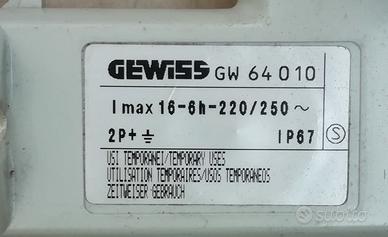 GEWISS GW 64 010
I max 16-6h-220/250 ~
2P+⏚ IP67 S
USI TEMPORANEI/TEMPORARY USES
UTILISATION TEMPORAIRES/USOS TEMPORANEOS
ZEITWEISER GEBRAUCH
subito